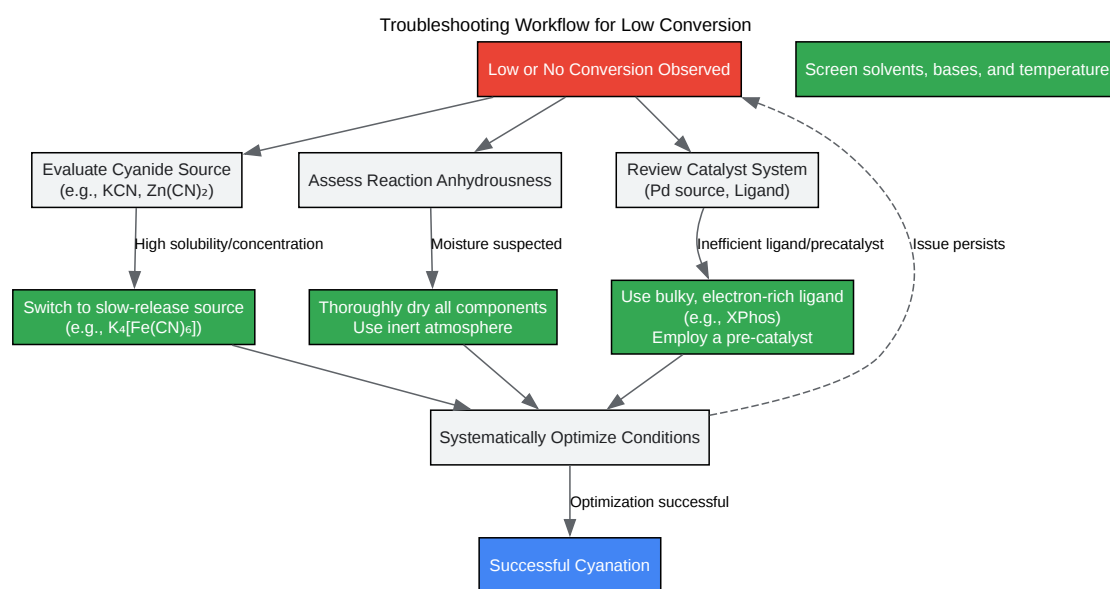 Troubleshooting Workflow for Low Conversion
Low or No Conversion Observed
Screen solvents, bases, and temperature
Evaluate Cyanide Source
(e.g., KCN, Zn(CN)₂)
Assess Reaction Anhydrousness
Review Catalyst System
(Pd source, Ligand)
High solubility/concentration
Moisture suspected
Inefficient ligand/precatalyst
Issue persists
Switch to slow-release source
(e.g., K₄[Fe(CN)₆])
Thoroughly dry all components
Use inert atmosphere
Use bulky, electron-rich ligand
(e.g., XPhos)
Employ a pre-catalyst
Systematically Optimize Conditions
Optimization successful
Successful Cyanation